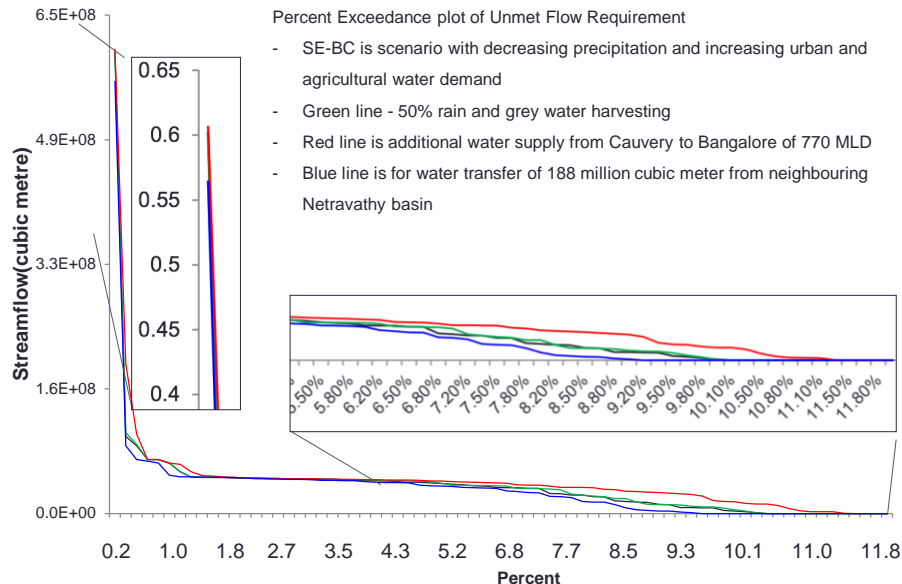 Percent Exceedance plot of Unmet Flow Requirement
- SE-BC is scenario with decreasing precipitation and increasing urban and
agricultural water demand
- Green line - 50% rain and grey water harvesting
- Red line is additional water supply from Cauvery to Bangalore of 770 MLD
- Blue line is for water transfer of 188 million cubic meter from neighbouring
Netravathy basin
Streamflow(cubic metre)
6.5E+08
4.9E+08
3.3E+08
1.6E+08
0.0E+00
0.65
0.6
0.55
0.5
0.45
0.4
5.80% 6.20% 6.50% 6.80% 7.20% 7.50% 7.80% 8.20% 8.50% 8.80% 9.20% 9.50% 9.80% 10.10% 10.50% 10.80% 11.10% 11.50% 11.80%
0.2 1.0 1.8 2.7 3.5 4.3 5.2 6.8 7.7 8.5 9.3 10.1 11.0 11.8
Percent